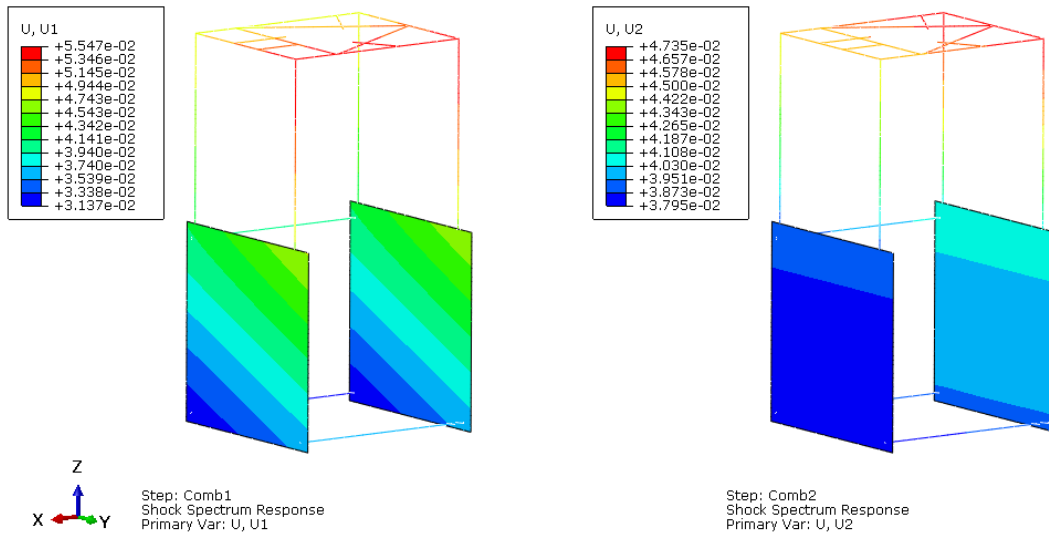 U, U1
+5.547e-02
+5.346e-02
+5.145e-02
+4.944e-02
+4.743e-02
+4.543e-02
+4.342e-02
+4.141e-02
+3.940e-02
+3.740e-02
+3.539e-02
+3.338e-02
+3.137e-02
Z
X
Y
Step: Comb1
Shock Spectrum Response
Primary Var: U, U1
U, U2
+4.735e-02
+4.657e-02
+4.578e-02
+4.500e-02
+4.422e-02
+4.343e-02
+4.265e-02
+4.187e-02
+4.108e-02
+4.030e-02
+3.951e-02
+3.873e-02
+3.795e-02
Step: Comb2
Shock Spectrum Response
Primary Var: U, U2